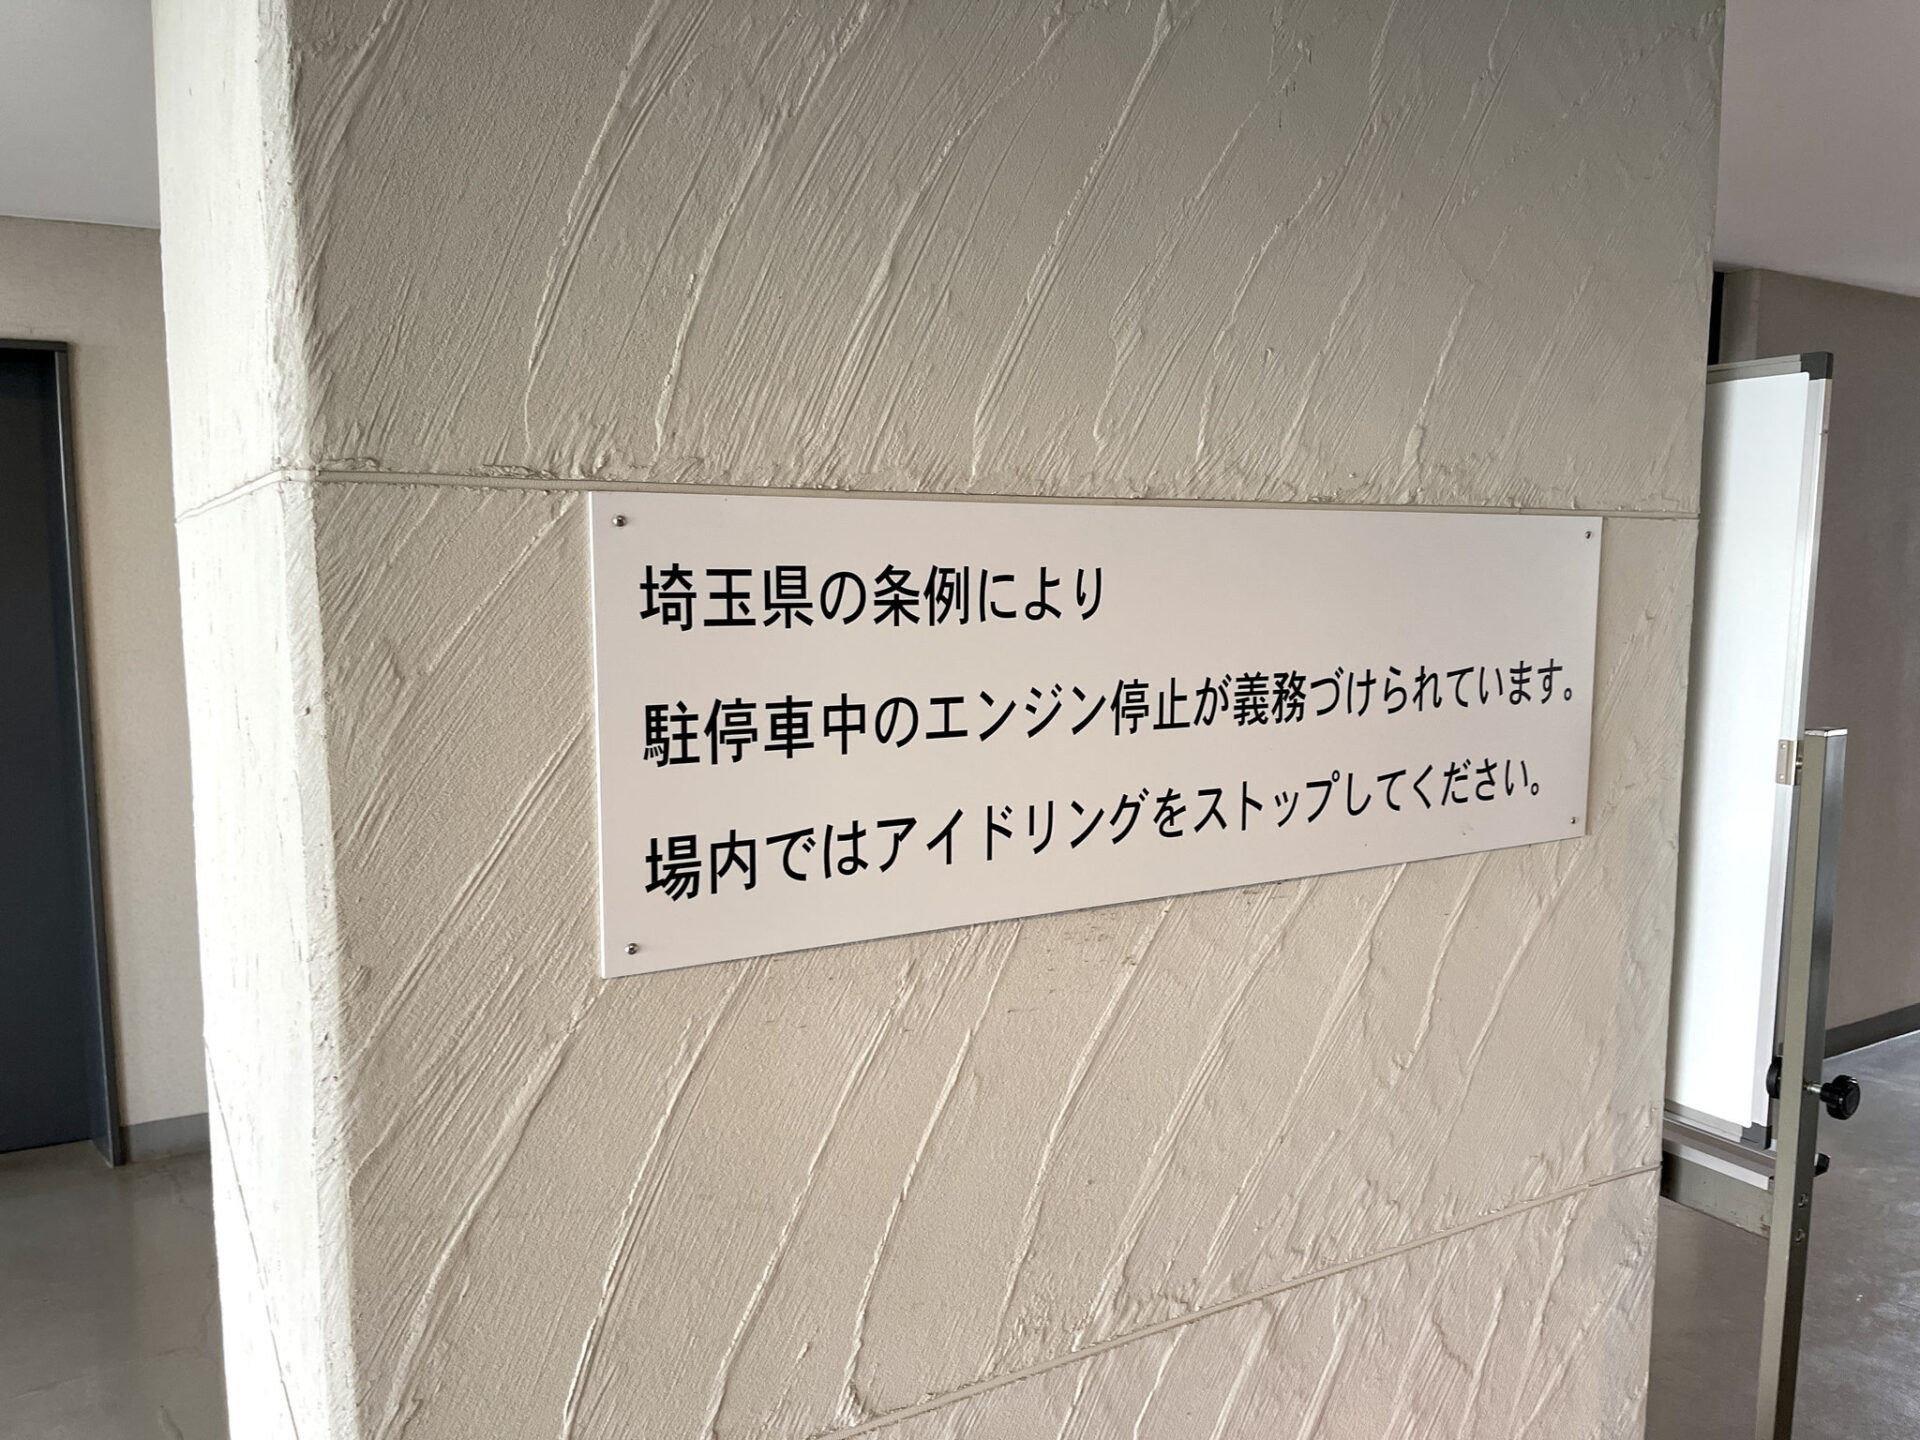 埼玉県の条例により
駐停車中のエンジン停止が義務づけられています。
場内ではアイドリングをストップしてください。